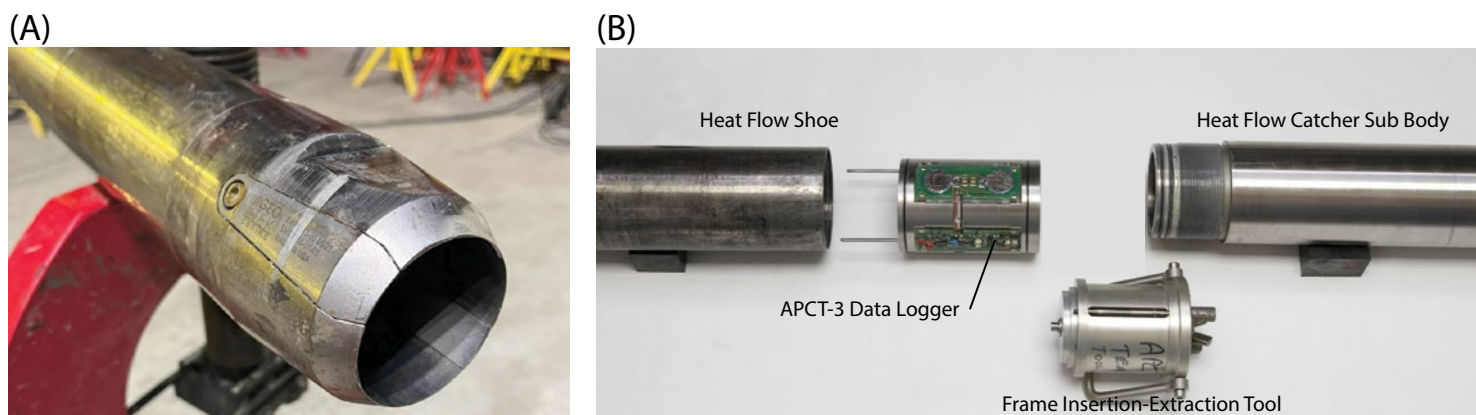 (A)
(B)
Heat Flow Shoe
Heat Flow Catcher Sub Body
APCT-3 Data Logger
Frame Insertion-Extraction Tool